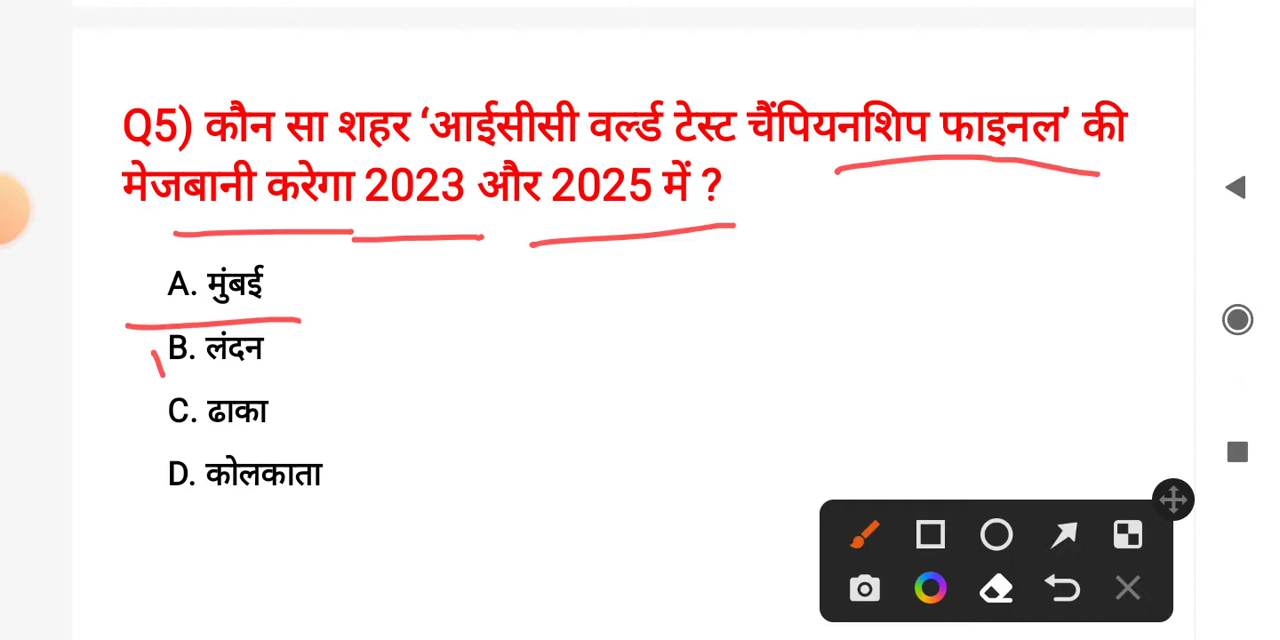 Q5) कौन सा शहर ‘आईसीसी वर्ल्ड टेस्ट चैंपियनशिप फाइनल’ की
मेजबानी करेगा 2023 और 2025 में ?
A. मुंबई
B. लंदन
C. ढाका
D. कोलकाता